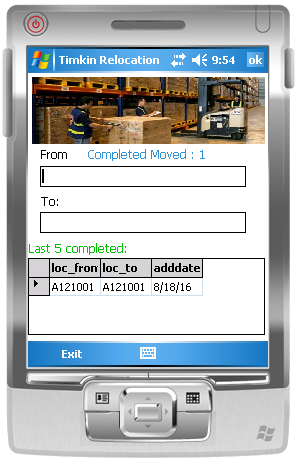 Timkin Relocation 9:54 ok
From Completed Moved : 1
To:
Last 5 completed:
loc_fron loc_to adddate
A121001 A121001 8/18/16
Exit